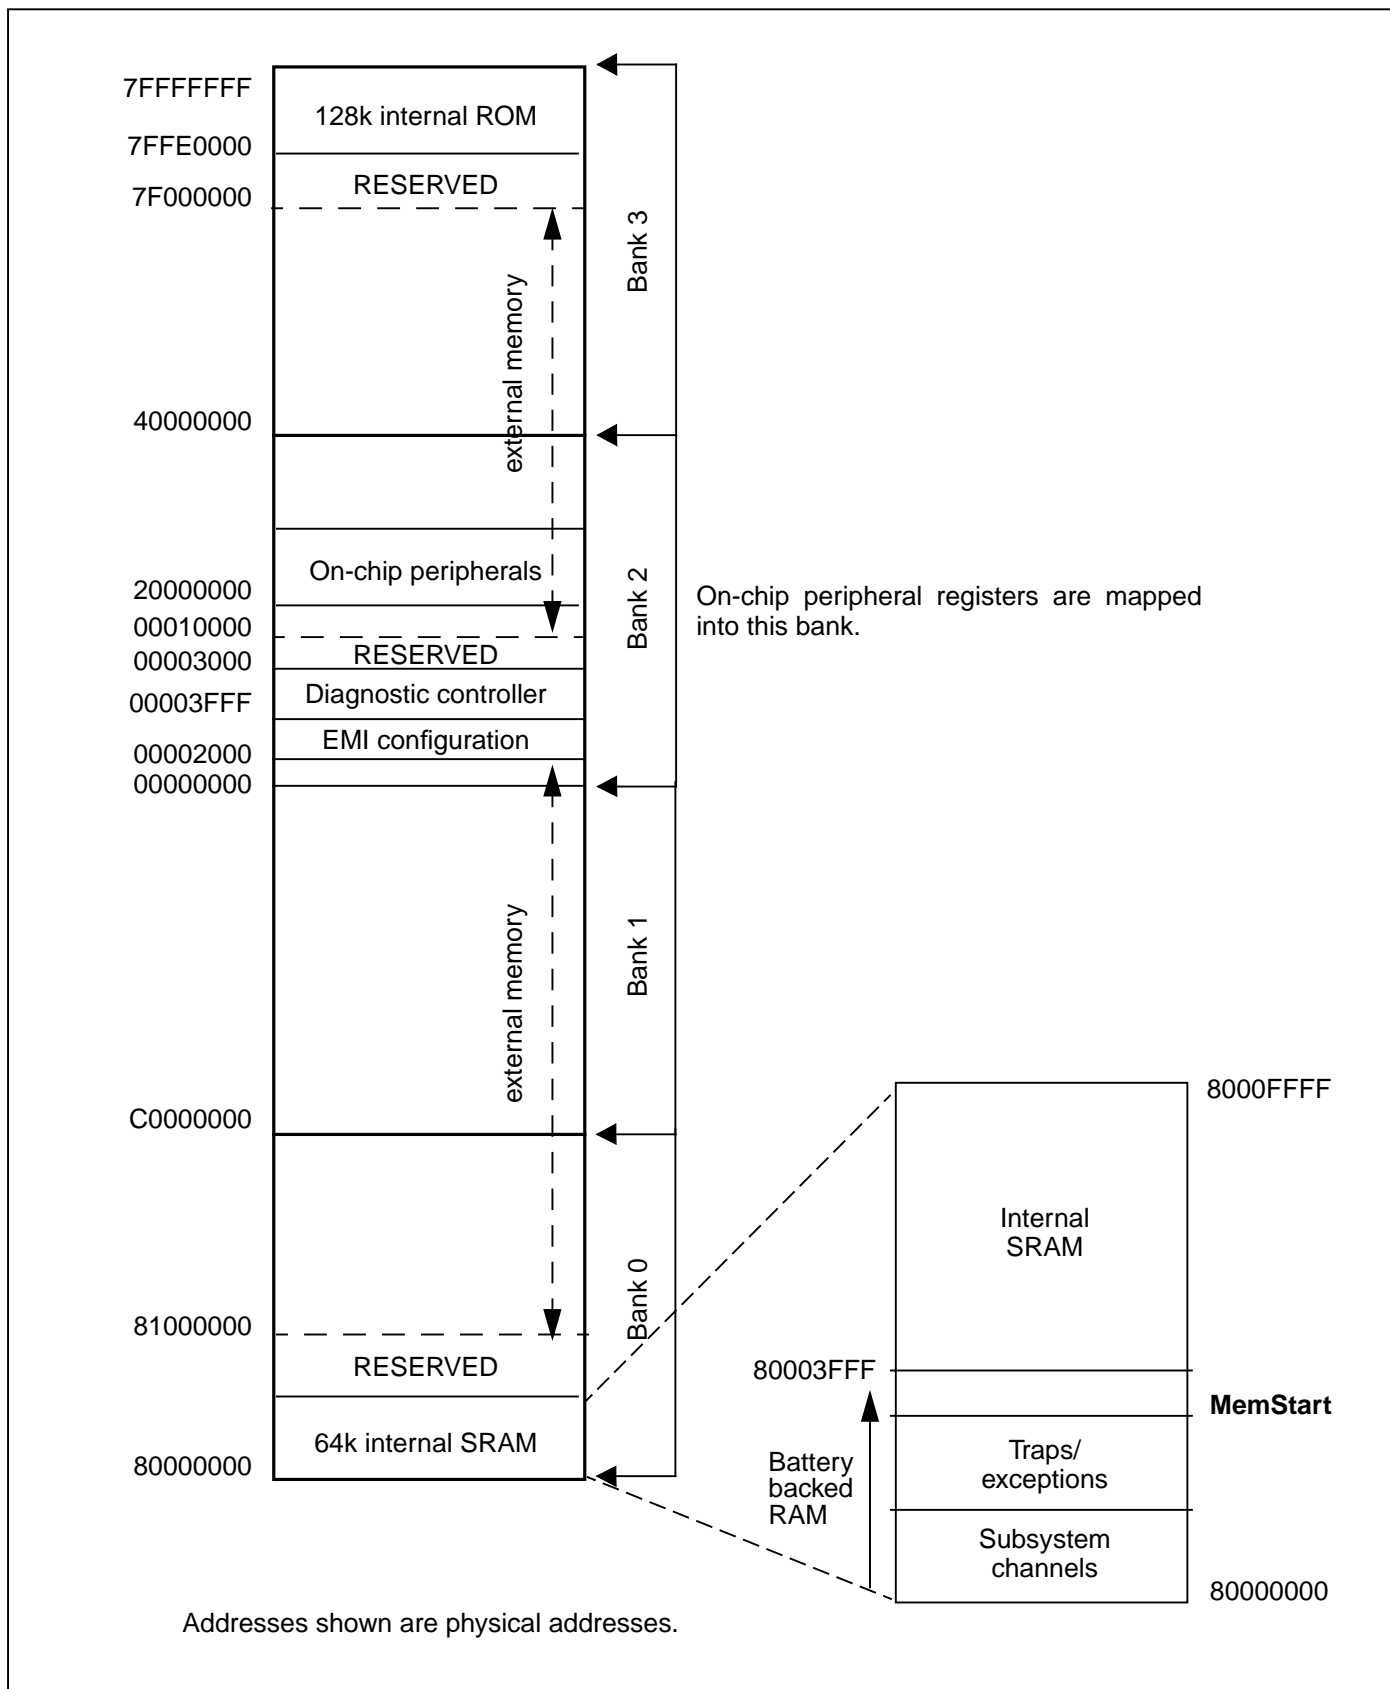 7FFFFFFF
128k internal ROM
7FFE0000
RESERVED
7F000000
Bank 3
external memory
40000000
On-chip peripherals
20000000
Bank 2
On-chip peripheral registers are mapped
into this bank.
00010000
RESERVED
00003000
Diagnostic controller
00003FFF
EMI configuration
00002000
00000000
external memory
Bank 1
C0000000
8000FFFF
Internal
SRAM
Bank 0
81000000
RESERVED
80003FFF
MemStart
64k internal SRAM
80000000
Battery
backed
RAM
Traps/
exceptions
Subsystem
channels
80000000
Addresses shown are physical addresses.